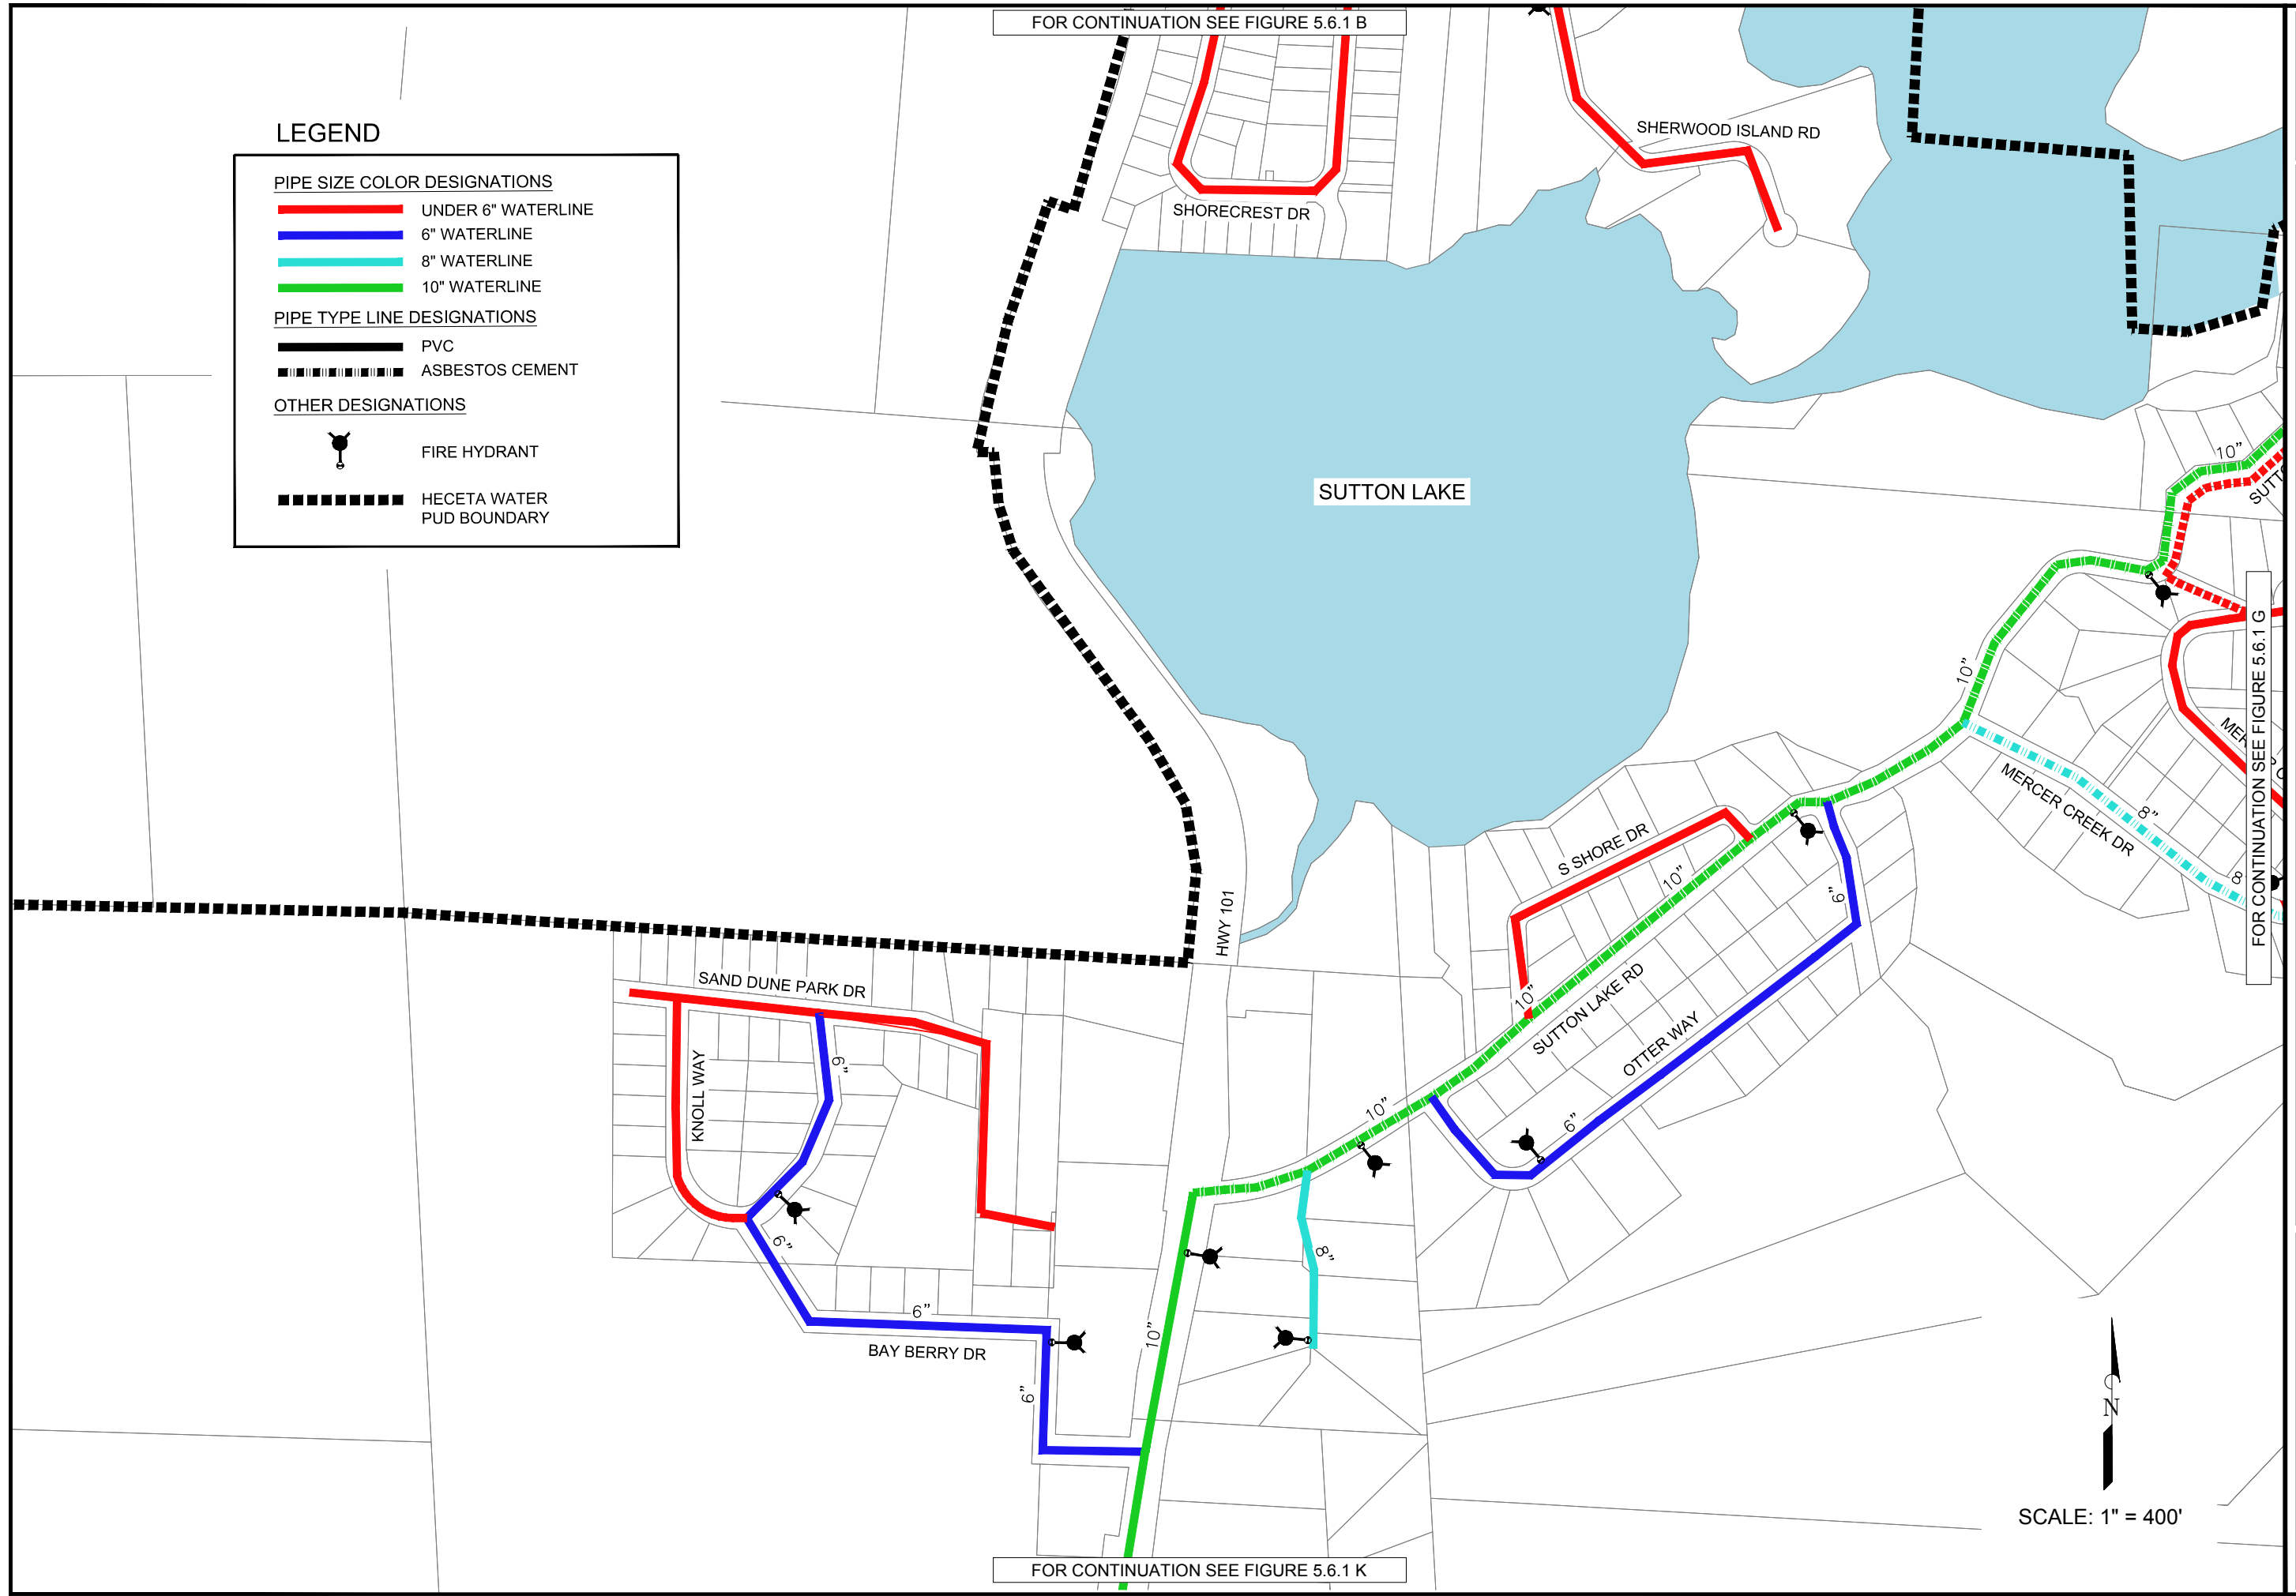 FOR CONTINUATION SEE FIGURE 5.6.1 B
LEGEND
PIPE SIZE COLOR DESIGNATIONS
UNDER 6" WATERLINE
6" WATERLINE
8" WATERLINE
10" WATERLINE
PIPE TYPE LINE DESIGNATIONS
PVC
ASBESTOS CEMENT
OTHER DESIGNATIONS
FIRE HYDRANT
HECETA WATER
PUD BOUNDARY
SHERWOOD ISLAND RD
SHORECREST DR
SUTTON LAKE
10"
10"
FOR CONTINUATION SEE FIGURE 5.6.1 G
MERCER CREEK DR
8"
8
S SHORE DR
10"
6"
HWY 101
10"
SUTTON LAKE RD
OTTER WAY
6"
10"
SAND DUNE PARK DR
KNOLL WAY
6"
6"
6"
BAY BERRY DR
6"
10"
8"
N
SCALE: 1" = 400'
FOR CONTINUATION SEE FIGURE 5.6.1 K